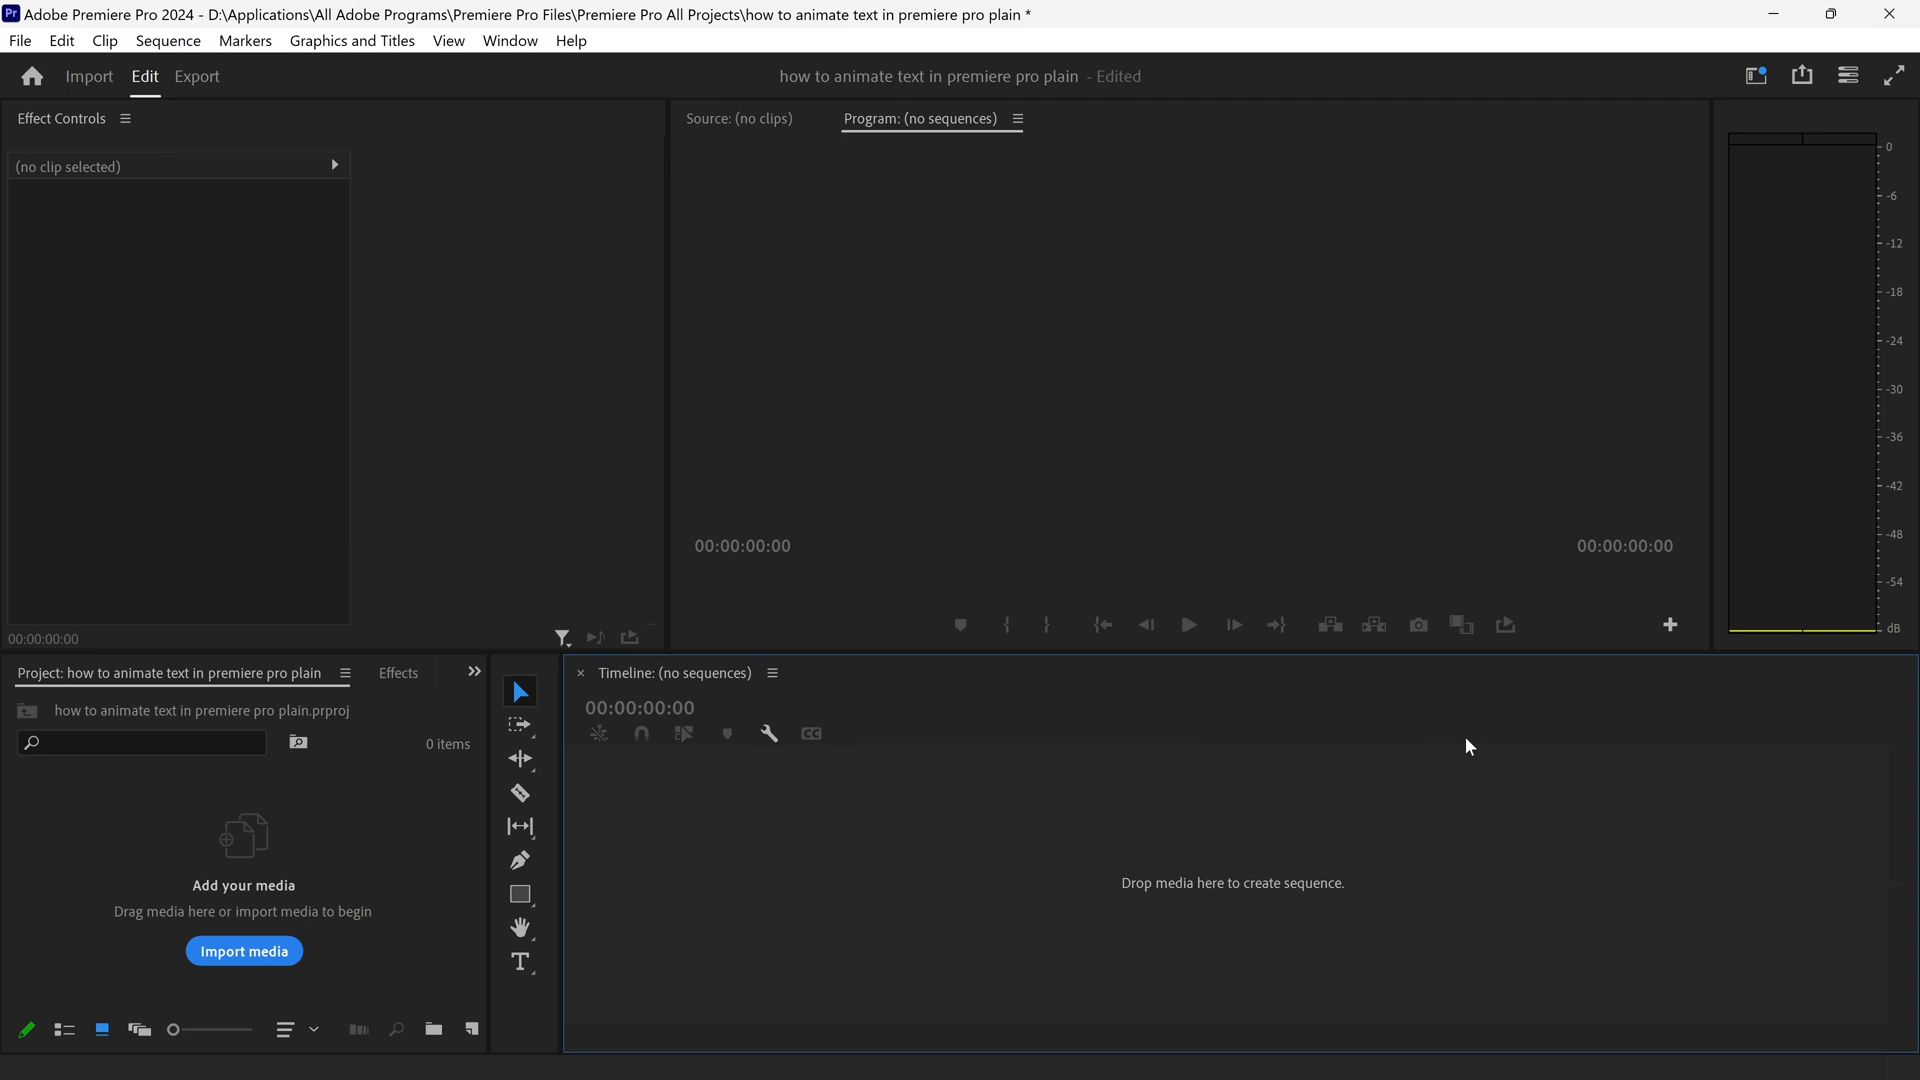 Pr Adobe Premiere Pro 2024 - D:\Applications\All Adobe Programs\Premiere Pro Files\Premiere Pro All Projects\how to animate text in premiere pro plain *
File Edit Clip Sequence Markers Graphics and Titles View Window Help
Import Edit Export
how to animate text in premiere pro plain - Edited
Effect Controls
Source: (no clips)
Program: (no sequences)
(no clip selected)
0
-6
-12
-18
-24
-30
-36
-42
-48
-54
dB
00:00:00:00
00:00:00:00
00:00:00:00
Project: how to animate text in premiere pro plain
Effects
how to animate text in premiere pro plain.prproj
0 items
Add your media
Drag media here or import media to begin
Import media
T
Timeline: (no sequences)
00:00:00:00
CC
Drop media here to create sequence.